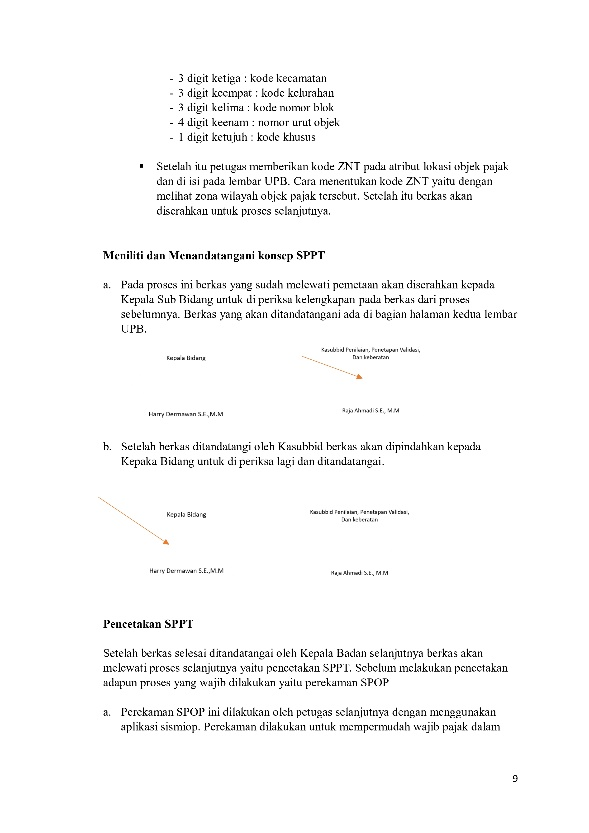 - 3 digit ketiga : kode kecamatan
- 3 digit keempat : kode kelurahan
- 3 digit kelima : kode nomor blok
- 4 digit keenam : nomor urut objek
- 1 digit ketujuh : kode khusus
▪ Setelah itu petugas memberikan kode ZNT pada atribut lokasi objek pajak
dan di isi pada lembar UPB. Cara menentukan kode ZNT yaitu dengan
melihat zona wilayah objek pajak tersebut. Setelah itu berkas akan
diserahkan untuk proses selanjutnya.
Meniliti dan Menandatangani konsep SPPT
a. Pada proses ini berkas yang sudah melewati pemetaan akan diserahkan kepada
Kepala Sub Bidang untuk di periksa kelengkapan pada berkas dari proses
sebelumnya. Berkas yang akan ditandatangani ada di bagian halaman kedua lembar
UPB.
Kepala Bidang
Kasubbid Penilaian, Penetapan Validasi,
Dan keberatan
Harry Dermawan S.E.,M.M
Raja Ahmadi S.E., M.M
b. Setelah berkas ditandatangi oleh Kasubbid berkas akan dipindahkan kepada
Kepaka Bidang untuk di periksa lagi dan ditandatangai.
Kepala Bidang
Kasubbid Penilaian, Penetapan Validasi,
Dan keberatan
Harry Dermawan S.E.,M.M
Raja Ahmadi S.E., M.M
Pencetakan SPPT
Setelah berkas selesai ditandatangai oleh Kepala Badan selanjutnya berkas akan
melewati proses selanjutnya yaitu pencetakan SPPT. Sebelum melakukan pencetakan
adapun proses yang wajib dilakukan yaitu perekaman SPOP
a. Perekaman SPOP ini dilakukan oleh petugas selanjutnya dengan menggunakan
aplikasi sismiop. Perekaman dilakukan untuk mempermudah wajib pajak dalam
9